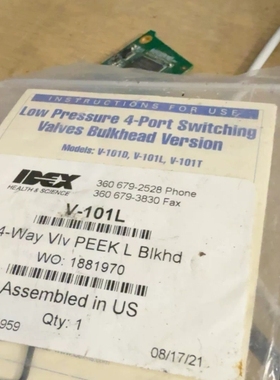 INSTRUCTIONS FOR USE
Low Pressure 4-Port Switching
Valves Bulkhead Version
Models: V-101D, V-101L, V-101T
IDEX
HEALTH & SCIENCE
360 679-2528 Phone
360 679-3830 Fax
V-101L
4-Way Vlv PEEK L Blkhd
WO: 1881970
Assembled in US
959
Qty: 1
08/17/21